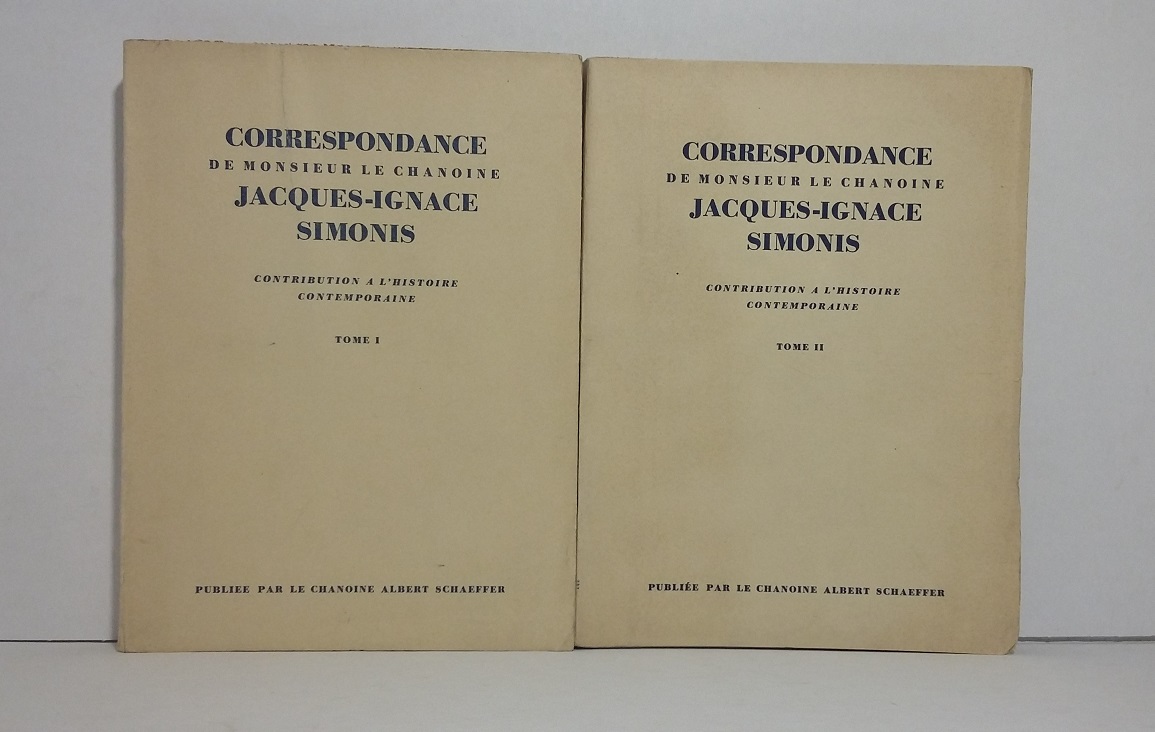 CORRESPONDANCE
DE MONSIEUR LE CHANOINE
JACQUES-IGNACE
SIMONIS
CONTRIBUTION A L'HISTOIRE
CONTEMPORAINE
TOME I
PUBLIEE PAR LE CHANOINE ALBERT SCHAEFFER
CORRESPONDANCE
DE MONSIEUR LE CHANOINE
JACQUES-IGNACE
SIMONIS
CONTRIBUTION A L'HISTOIRE
CONTEMPORAINE
TOME II
PUBLIÉE PAR LE CHANOINE ALBERT SCHAEFFER